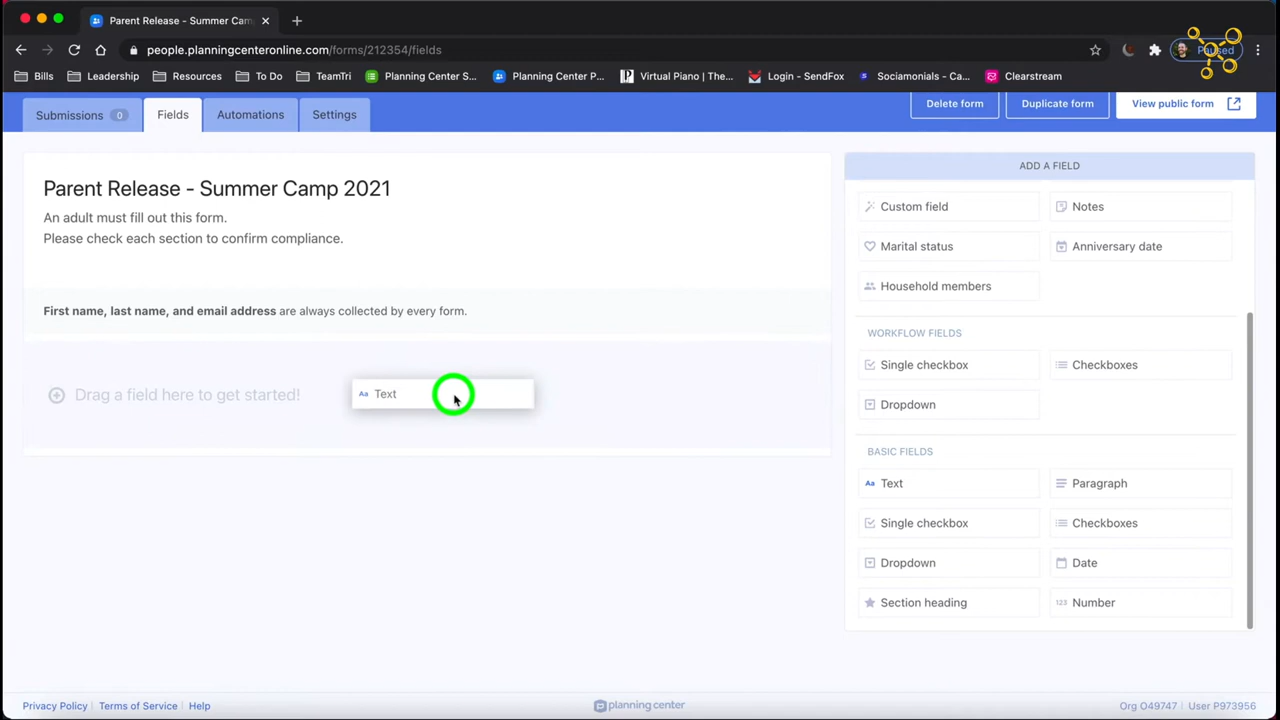 Parent Release - Summer Cam
people.planningcenteronline.com/forms/212354/fields
Paused
Bills Leadership Resources To Do TeamTri Planning Center S... Planning Center P... Virtual Piano | The... Login - SendFox Sociamonials - Ca... Clearstream
Submissions 0 Fields Automations Settings Delete form Duplicate form View public form
ADD A FIELD
Parent Release - Summer Camp 2021
An adult must fill out this form.
Please check each section to confirm compliance.
First name, last name, and email address are always collected by every form.
Drag a field here to get started!
Aa Text
Custom field Notes
Marital status Anniversary date
Household members
WORKFLOW FIELDS
Single checkbox Checkboxes
Dropdown
BASIC FIELDS
Aa Text Paragraph
Single checkbox Checkboxes
Dropdown Date
Section heading 123 Number
Privacy Policy Terms of Service Help planning center Org O49747 User P973956